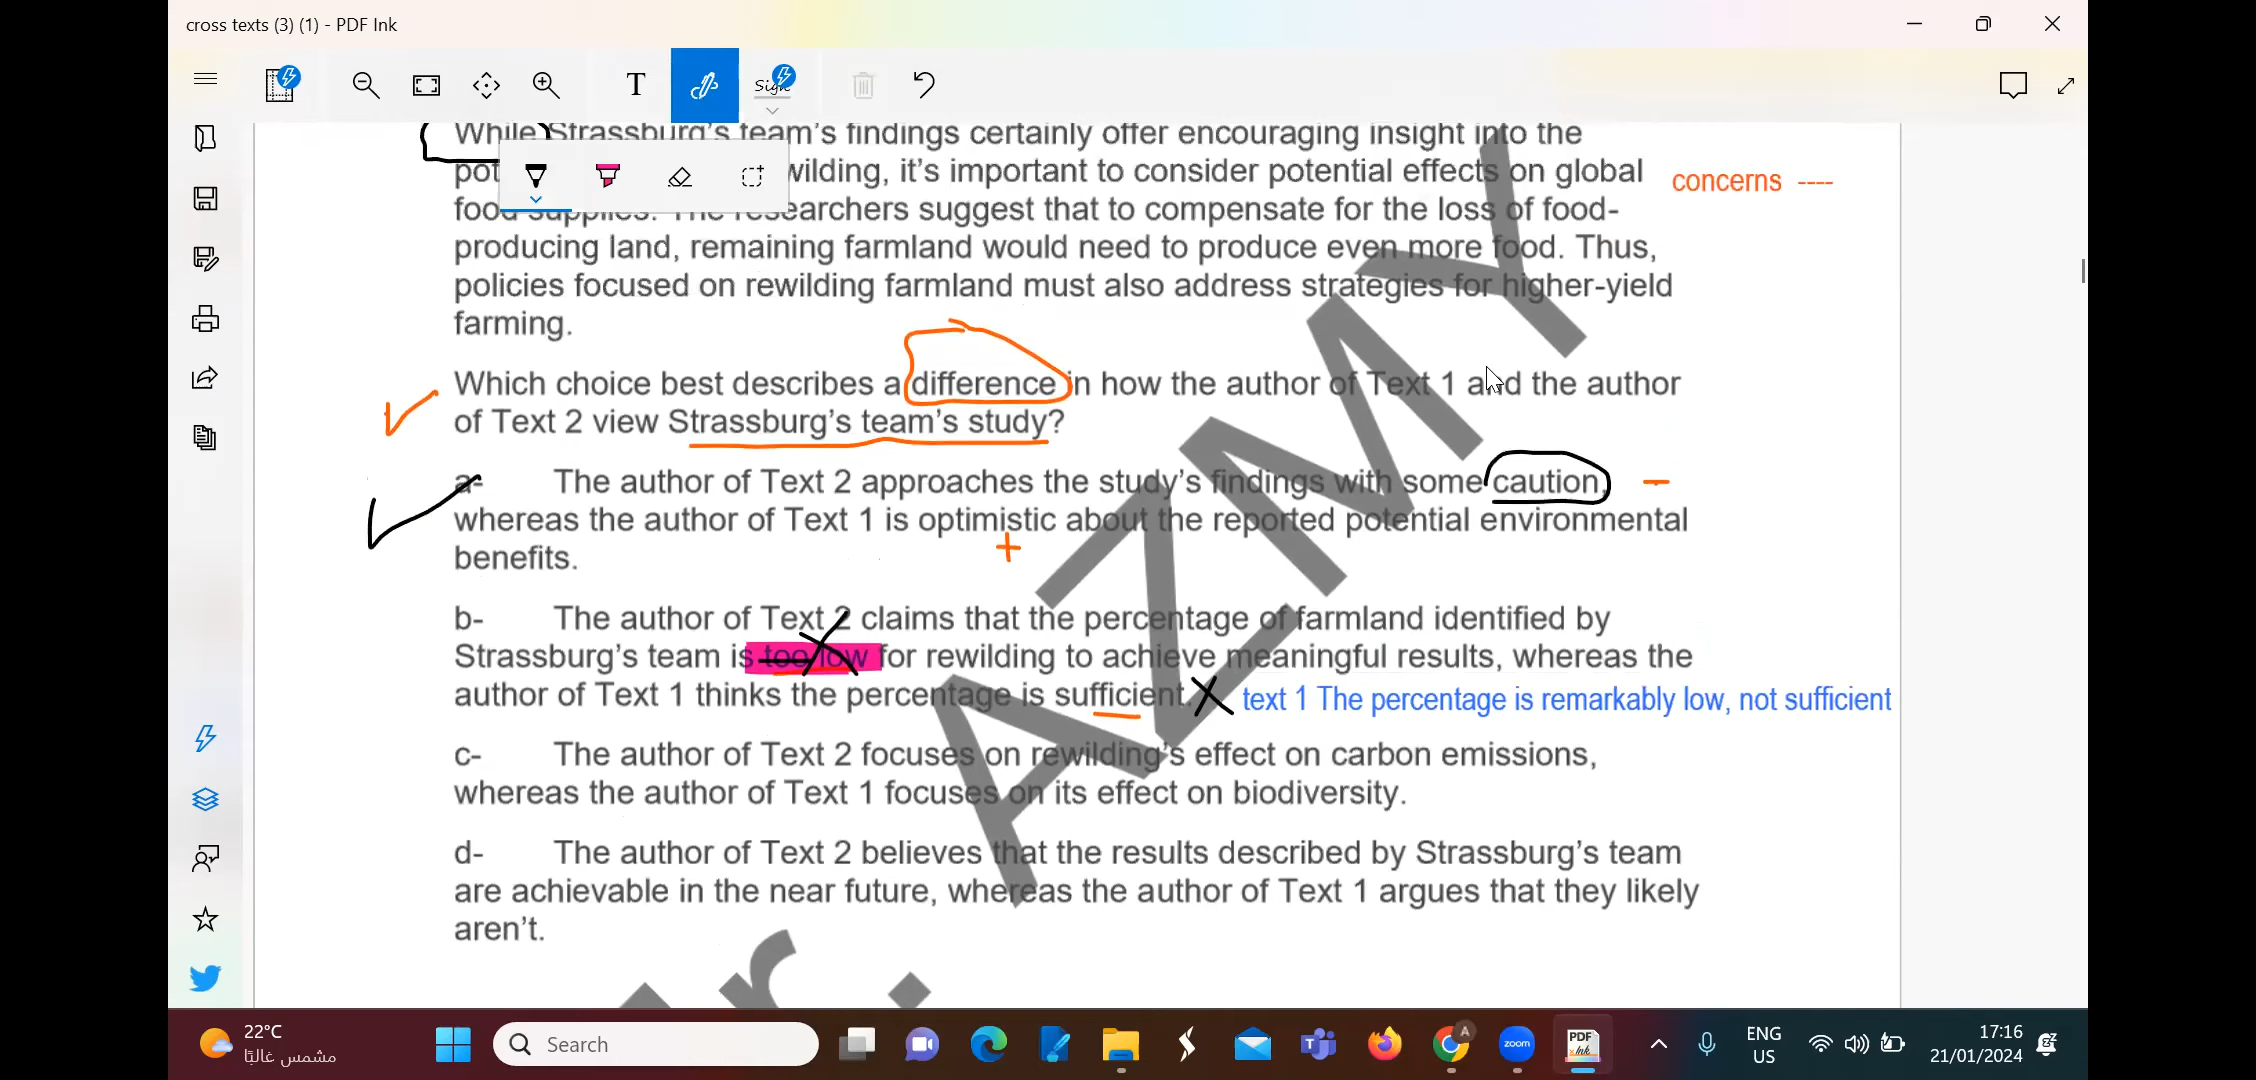 cross texts (3) (1) - PDF Ink
T
Sign
While Strassburg's team's findings certainly offer encouraging insight into the
wilding, it's important to consider potential effects on global
concerns ----
food supplies. The researchers suggest that to compensate for the loss of food-
producing land, remaining farmland would need to produce even more food. Thus,
policies focused on rewilding farmland must also address strategies for higher-yield
farming.
Which choice best describes a difference in how the author of Text 1 and the author
of Text 2 view Strassburg's team's study?
a- The author of Text 2 approaches the study's findings with some caution, -
whereas the author of Text 1 is optimistic about the reported potential environmental
+
benefits.
b- The author of Text 2 claims that the percentage of farmland identified by
Strassburg's team is too low for rewilding to achieve meaningful results, whereas the
author of Text 1 thinks the percentage is sufficient. text 1 The percentage is remarkably low, not sufficient
c- The author of Text 2 focuses on rewilding's effect on carbon emissions,
whereas the author of Text 1 focuses on its effect on biodiversity.
d- The author of Text 2 believes that the results described by Strassburg's team
are achievable in the near future, whereas the author of Text 1 argues that they likely
aren't.
AZMY
22°C
مشمس غالبًا
Search
A
zoom
PDF
Ink
ENG
US
17:16
21/01/2024